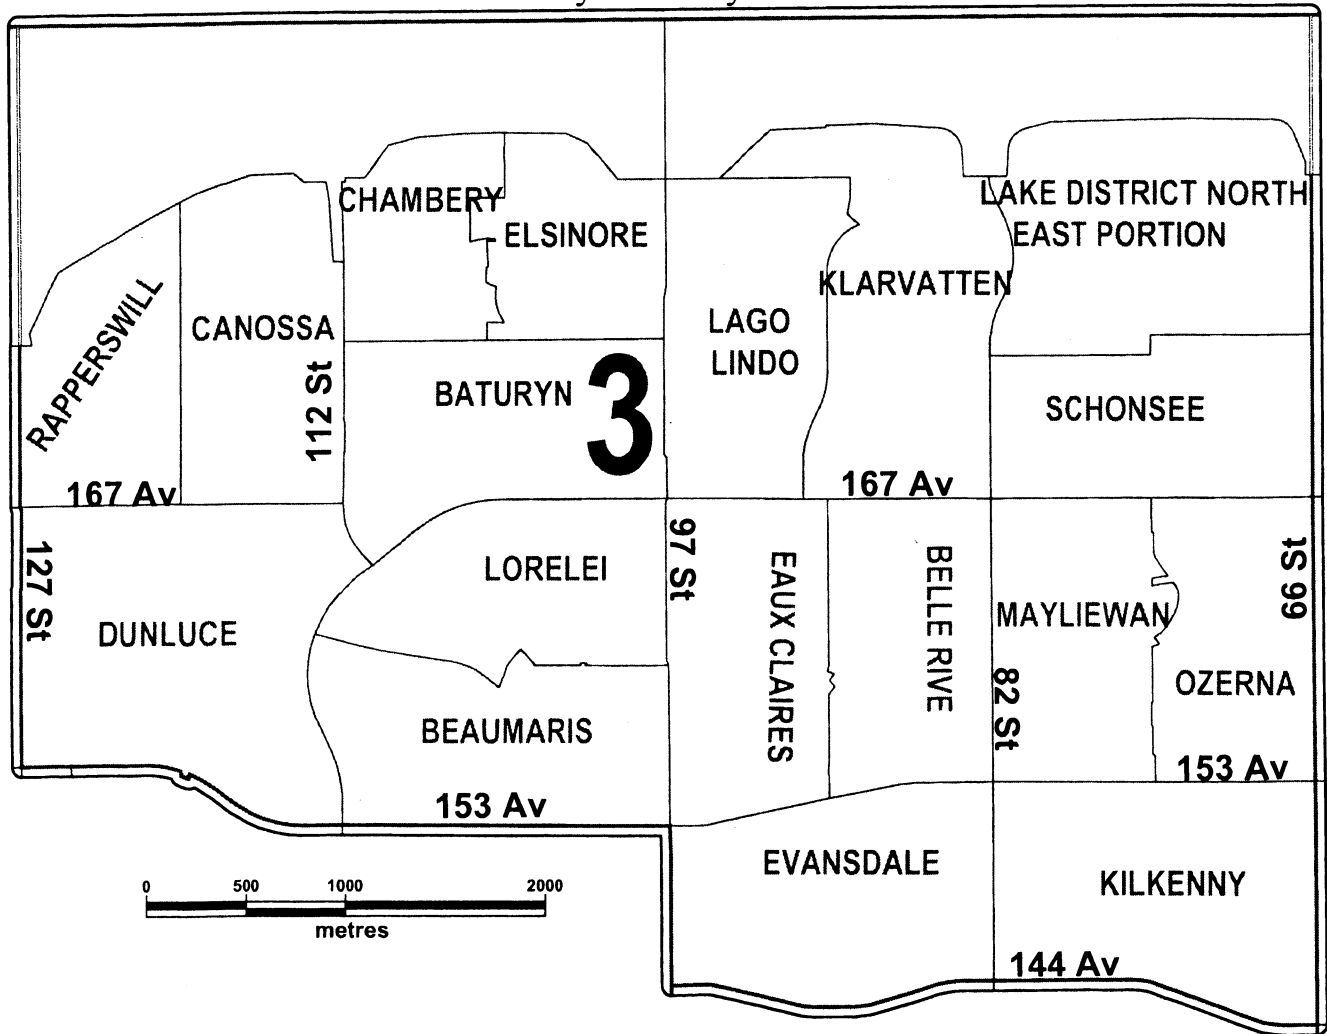 CHAMBERY
LAKE DISTRICT NORTH
EAST PORTION
ELSINORE
KLARVATTEN
RAPPERSWILL
CANOSSA
LAGO
LINDO
112 St
BATURYN
3
SCHONSEE
167 Av
167 Av
127 St
97 St
LORELEI
EAUX CLAIRES
BELLE RIVE
66 St
MAYLIEWAN
DUNLUCE
OZERNA
82 St
BEAUMARIS
153 Av
153 Av
EVANSDALE
KILKENNY
0 500 1000 2000
metres
144 Av